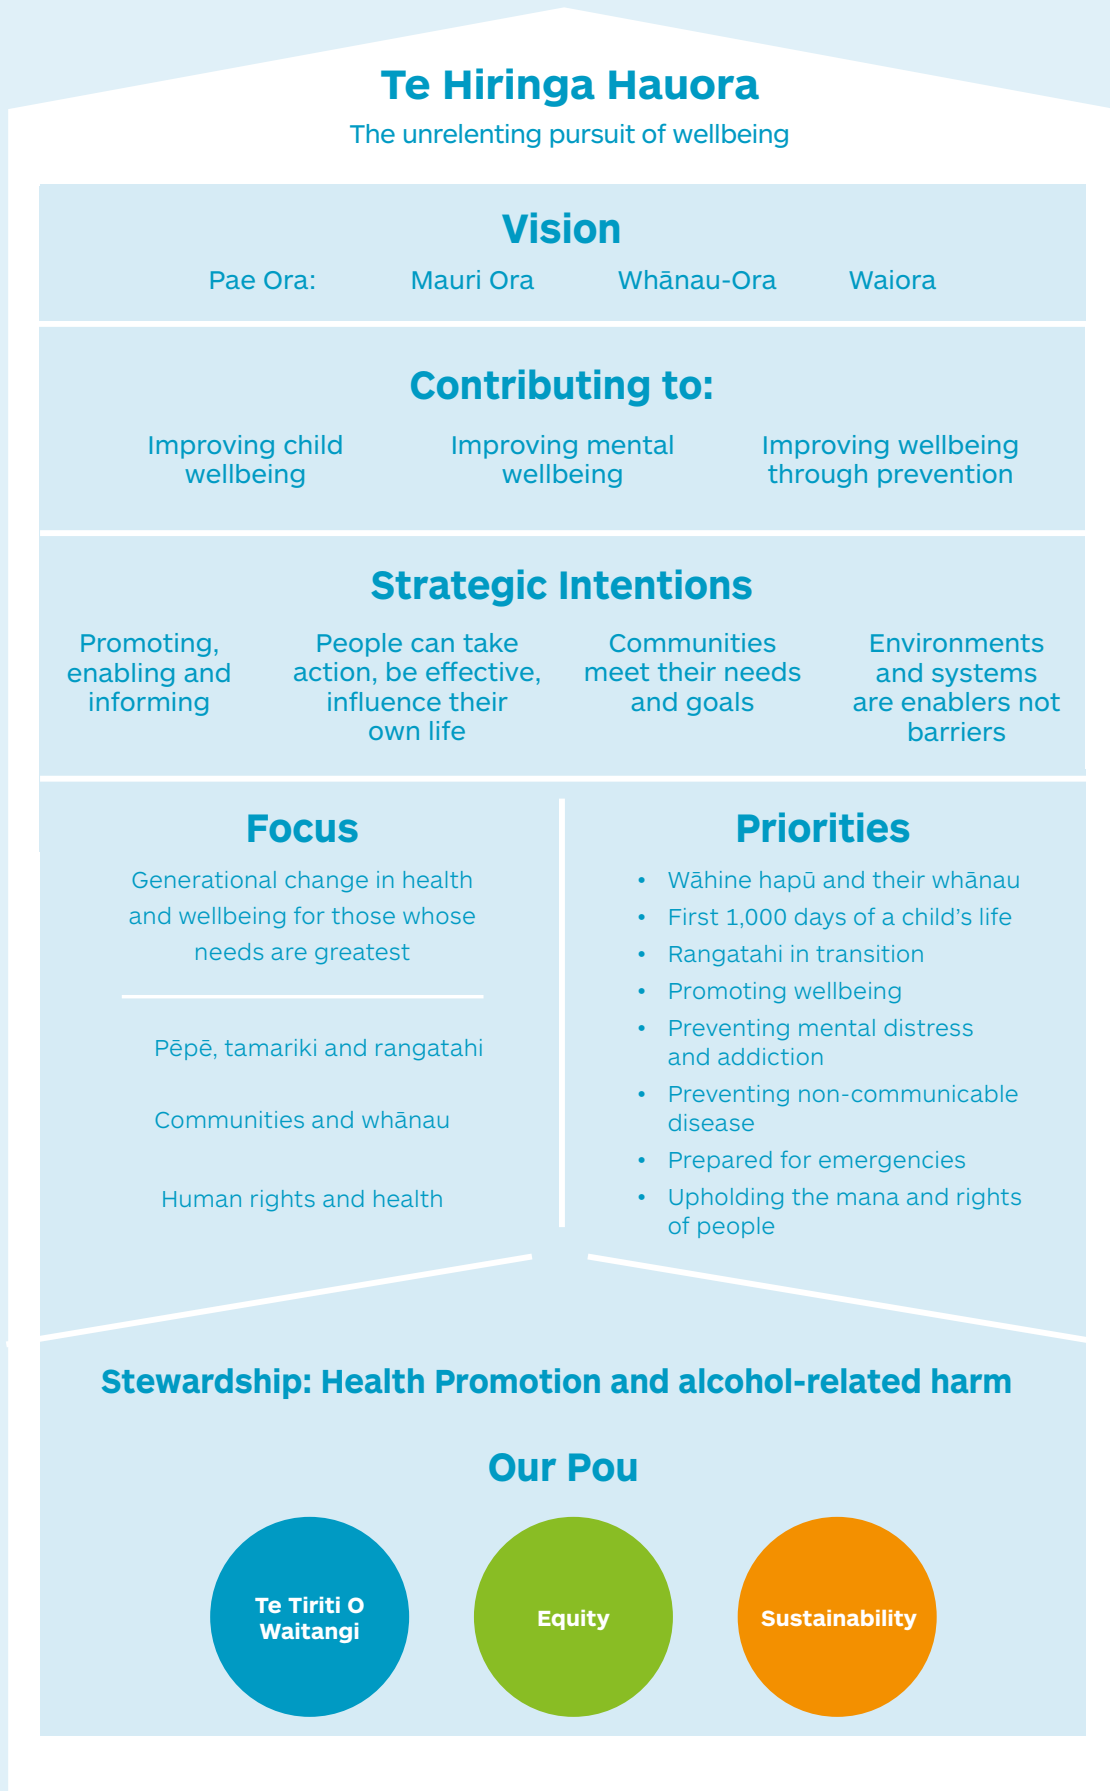 Te Hiringa Hauora
The unrelenting pursuit of wellbeing
Vision
Pae Ora: Mauri Ora Whānau-Ora Waiora
Contributing to:
Improving child
wellbeing
Improving mental
wellbeing
Improving wellbeing
through prevention
Strategic Intentions
Promoting,
enabling and
informing
People can take
action, be effective,
influence their
own life
Communities
meet their needs
and goals
Environments
and systems
are enablers not
barriers
Focus
Generational change in health
and wellbeing for those whose
needs are greatest
Pēpē, tamariki and rangatahi
Communities and whānau
Human rights and health
Priorities
• Wāhine hapū and their whānau
• First 1,000 days of a child’s life
• Rangatahi in transition
• Promoting wellbeing
• Preventing mental distress
and addiction
• Preventing non-communicable
disease
• Prepared for emergencies
• Upholding the mana and rights
of people
Stewardship: Health Promotion and alcohol-related harm
Our Pou
Te Tiriti O
Waitangi
Equity
Sustainability